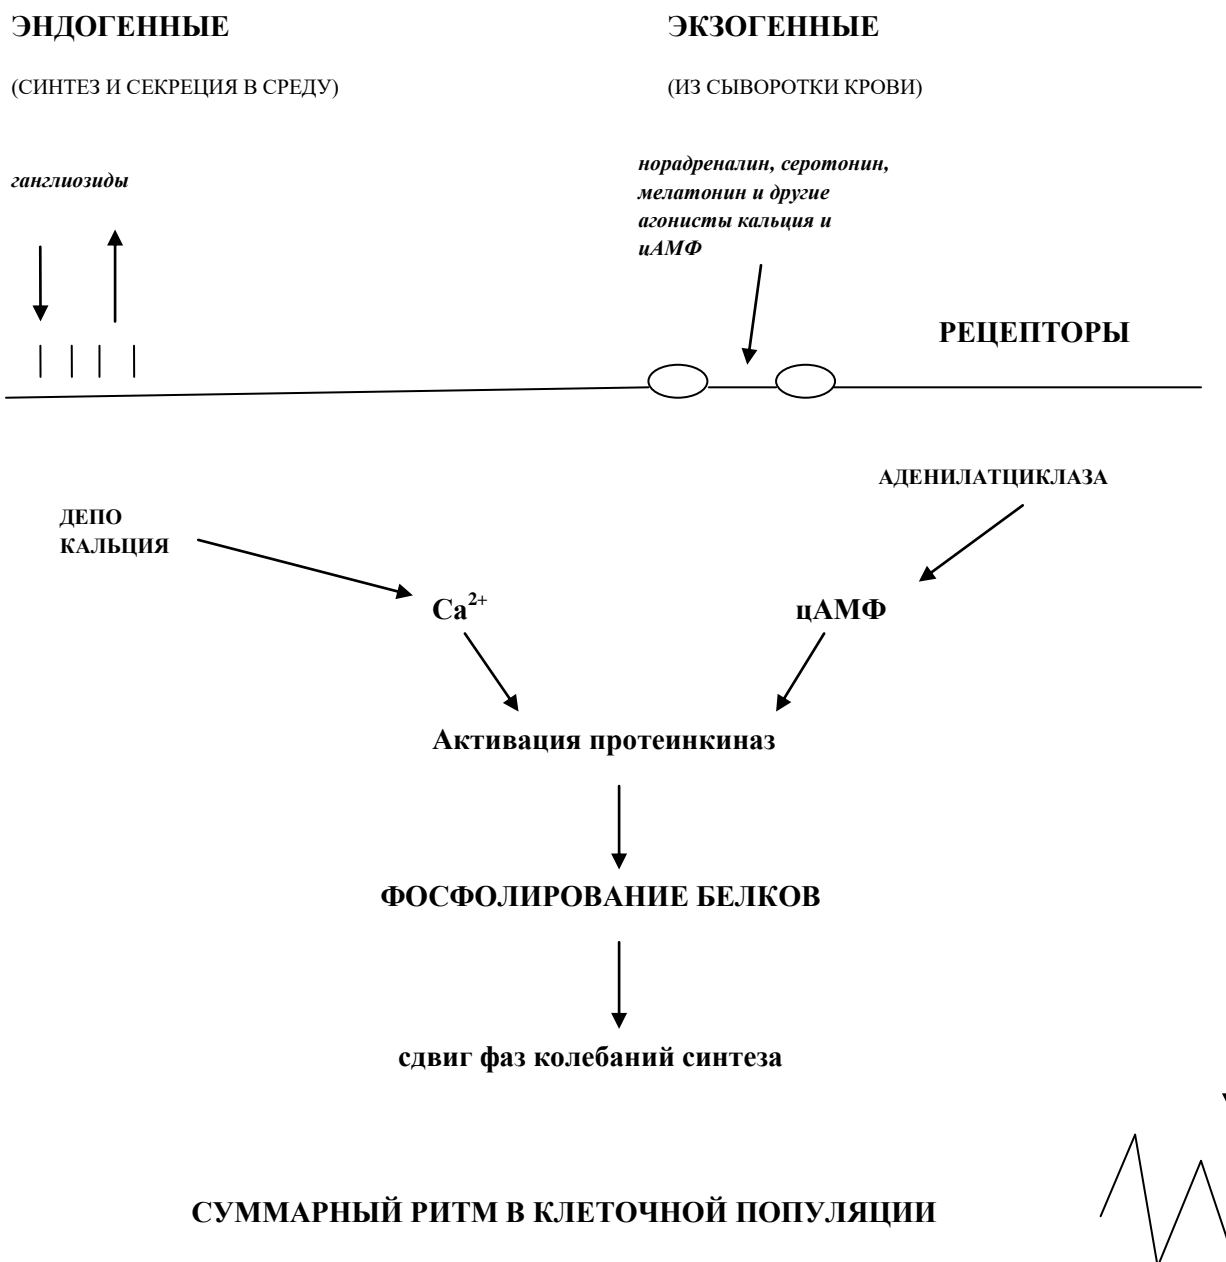 ЭНДОГЕННЫЕ
ЭКЗОГЕННЫЕ
(СИНТЕЗ И СЕКРЕЦИЯ В СРЕДУ)
(ИЗ СЫВОРОТКИ КРОВИ)
ганглиозиды
норадреналин, серотонин,
мелатонин и другие
агонисты кальция и
цАМФ
РЕЦЕПТОРЫ
АДЕНИЛАТЦИКЛАЗА
ДЕПО
КАЛЬЦИЯ
Ca²⁺
цАМФ
Активация протеинкиназ
ФОСФОЛИРОВАНИЕ БЕЛКОВ
сдвиг фаз колебаний синтеза
СУММАРНЫЙ РИТМ В КЛЕТОЧНОЙ ПОПУЛЯЦИИ